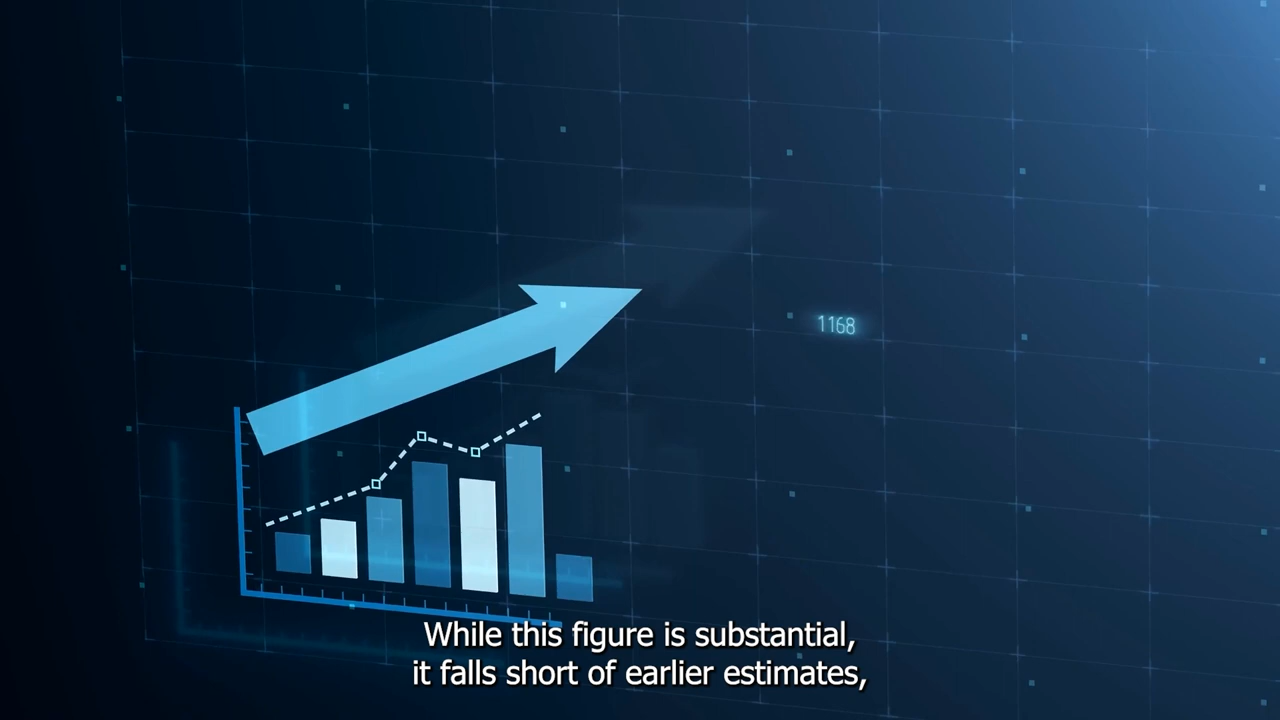 1168
While this figure is substantial,
it falls short of earlier estimates,